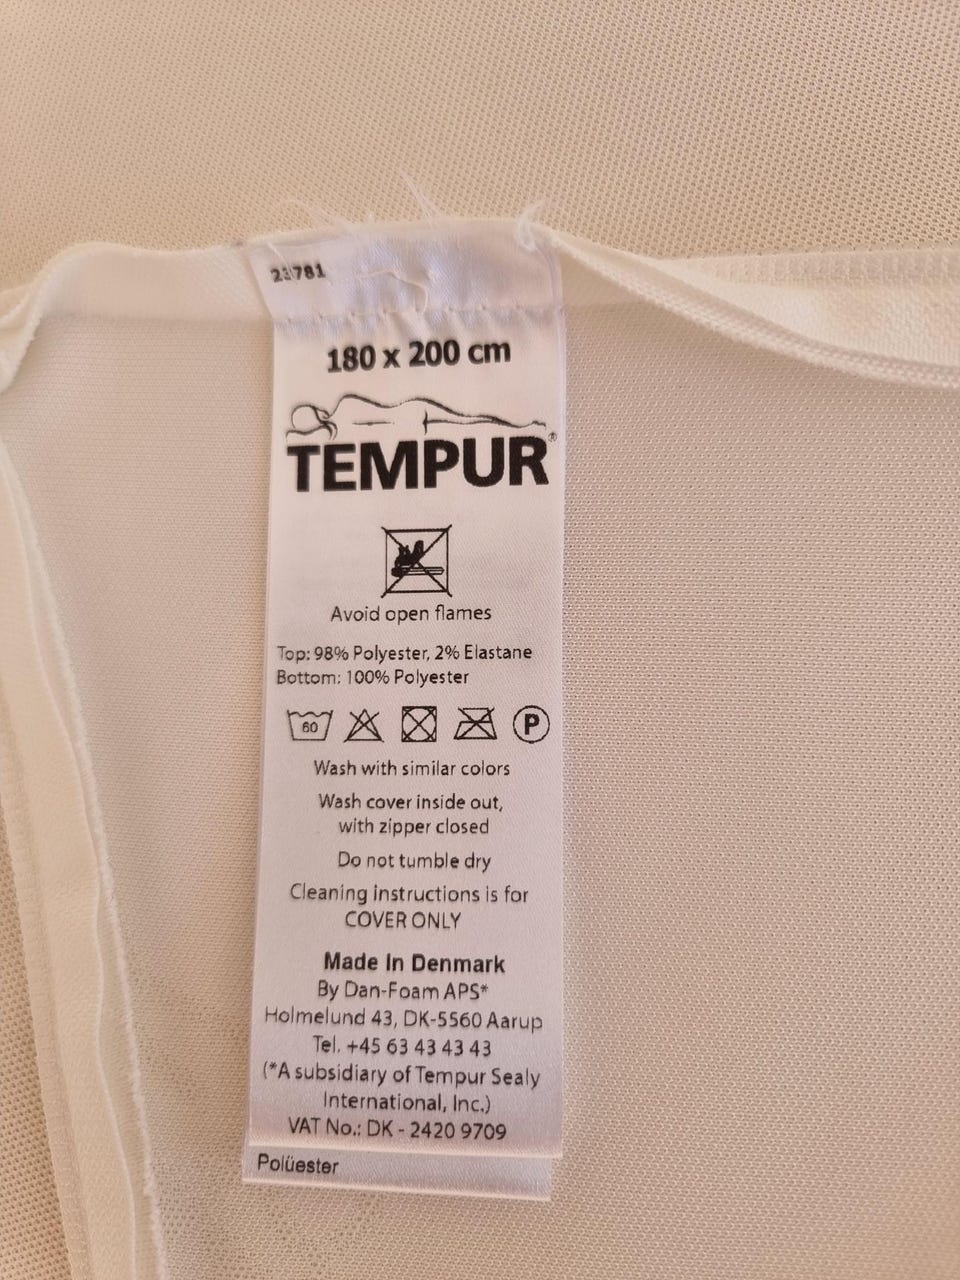 180 x 200 cm
TEMPUR®
Avoid open flames
Top: 98% Polyester, 2% Elastane
Bottom: 100% Polyester
60 P
Wash with similar colors
Wash cover inside out,
with zipper closed
Do not tumble dry
Cleaning instructions is for
COVER ONLY
Made In Denmark
By Dan-Foam APS*
Holmelund 43, DK-5560 Aarup
Tel. +45 63 43 43 43
(*A subsidiary of Tempur Sealy
International, Inc.)
VAT No.: DK - 2420 9709
Polüester